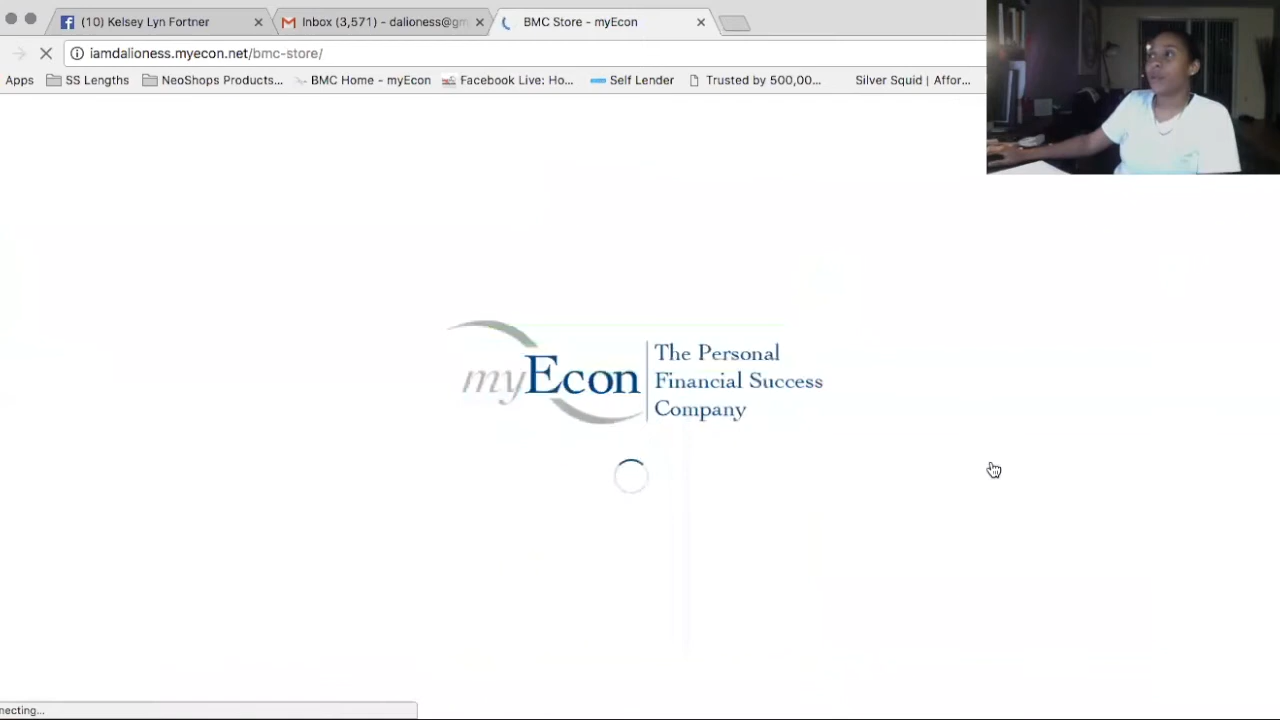 (10) Kelsey Lyn Fortner
Inbox (3,571) - dalioness@gm
BMC Store - myEcon
iamdalioness.myecon.net/bmc-store/
Apps
SS Lengths
NeoShops Products...
BMC Home - myEcon
Facebook Live: Ho...
Self Lender
Trusted by 500,00...
Silver Squid | Affor...
myEcon
The Personal
Financial Success
Company
necting...